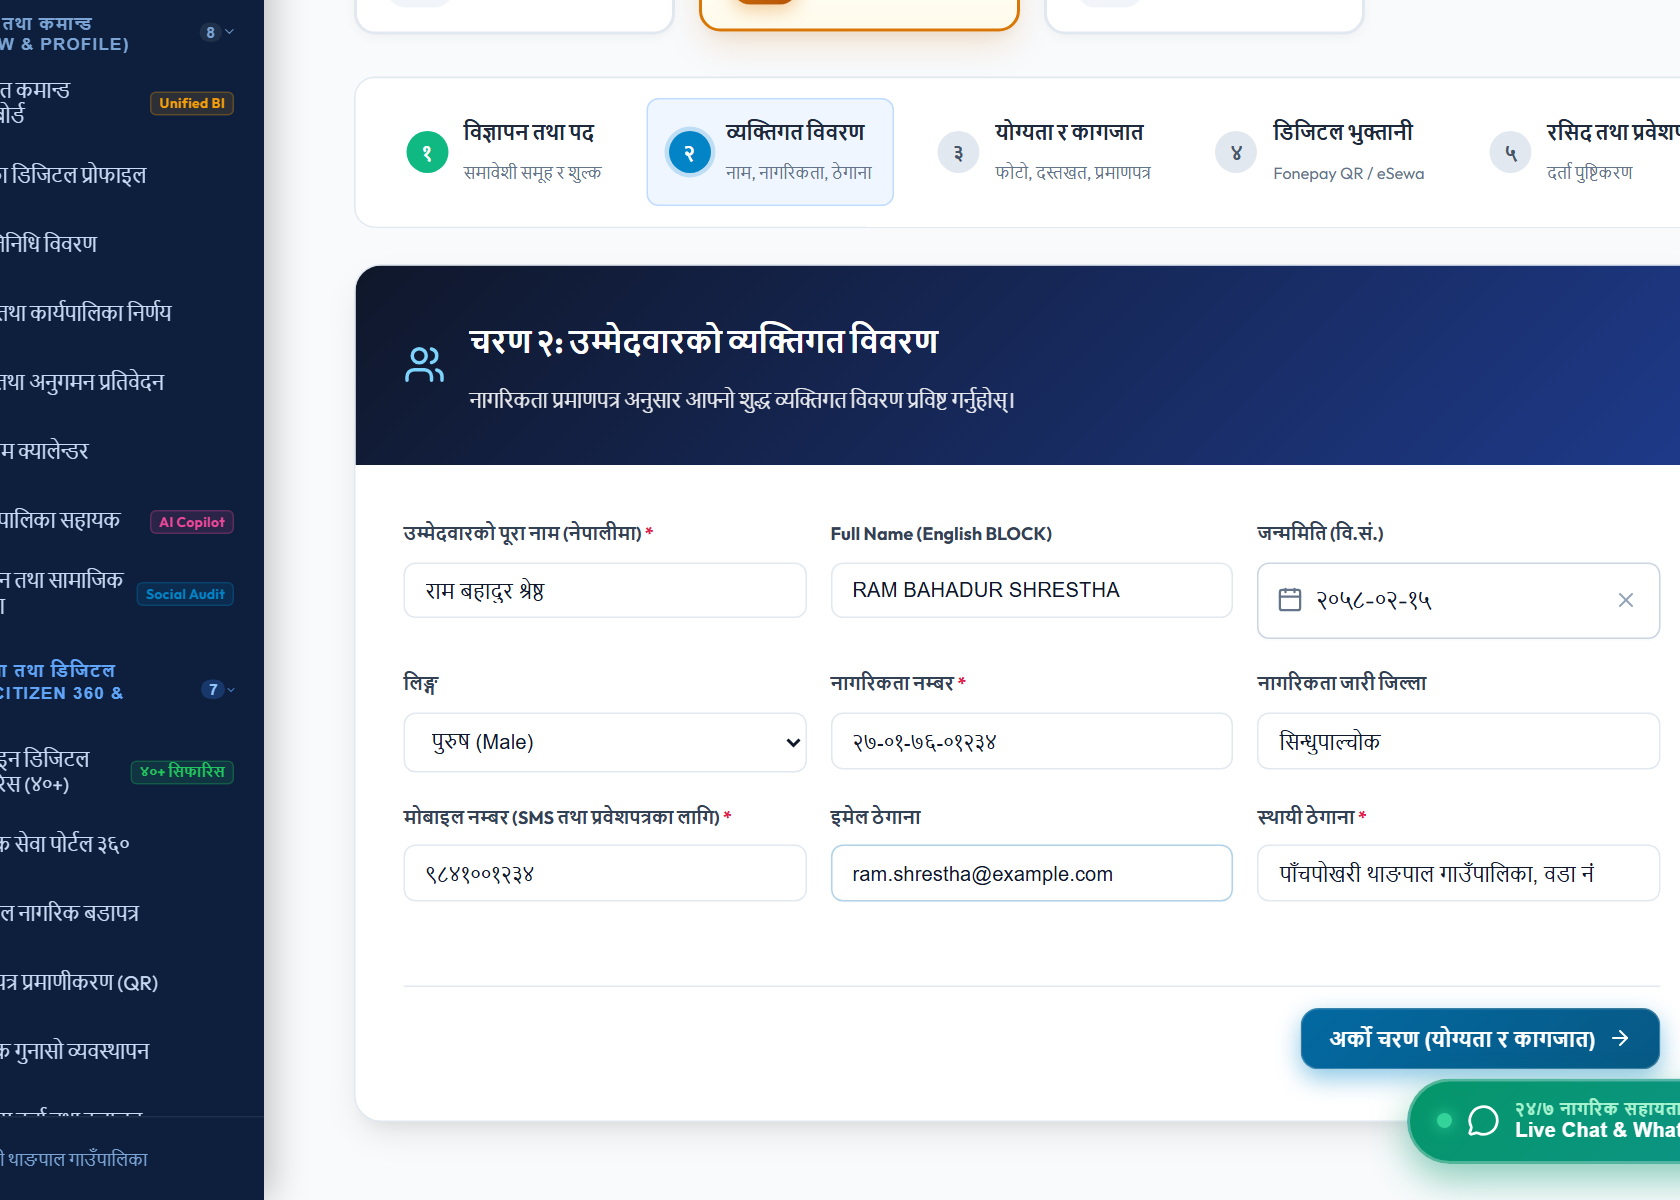 तथा कमान्ड
W & PROFILE)
8
त कमान्ड
बोर्ड
Unified BI
डिजिटल प्रोफाइल
निधि विवरण
तथा कार्यपालिका निर्णय
तथा अनुगमन प्रतिवेदन
म क्यालेन्डर
पालिका सहायक
AI Copilot
न तथा सामाजिक
Social Audit
तथा डिजिटल
CITIZEN 360 &
7
इन डिजिटल
रेस (४०+)
४०+ सिफारिस
क सेवा पोर्टल ३६०
ल नागरिक बडापत्र
पत्र प्रमाणीकरण (QR)
क गुनासो व्यवस्थापन
थाङपाल गाउँपालिका
१
विज्ञापन तथा पद
समावेशी समूह र शुल्क
२
व्यक्तिगत विवरण
नाम, नागरिकता, ठेगाना
३
योग्यता र कागजात
फोटो, दस्तखत, प्रमाणपत्र
४
डिजिटल भुक्तानी
Fonepay QR / eSewa
५
रसिद तथा प्रवेशप
दर्ता पुष्टिकरण
चरण २: उम्मेदवारको व्यक्तिगत विवरण
नागरिकता प्रमाणपत्र अनुसार आफ्नो शुद्ध व्यक्तिगत विवरण प्रविष्ट गर्नुहोस्।
उम्मेदवारको पूरा नाम (नेपालीमा) *
राम बहादुर श्रेष्ठ
Full Name (English BLOCK)
RAM BAHADUR SHRESTHA
जन्ममिति (वि.सं.)
२०५८-०२-१५
लिङ्ग
पुरुष (Male)
नागरिकता नम्बर *
२७-०१-७६-०१२३४
नागरिकता जारी जिल्ला
सिन्धुपाल्चोक
मोबाइल नम्बर (SMS तथा प्रवेशपत्रका लागि) *
९८४१००१२३४
इमेल ठेगाना
ram.shrestha@example.com
स्थायी ठेगाना *
पाँचपोखरी थाङपाल गाउँपालिका, वडा नं
अर्को चरण (योग्यता र कागजात)
२४/७ नागरिक सहायता
Live Chat & What